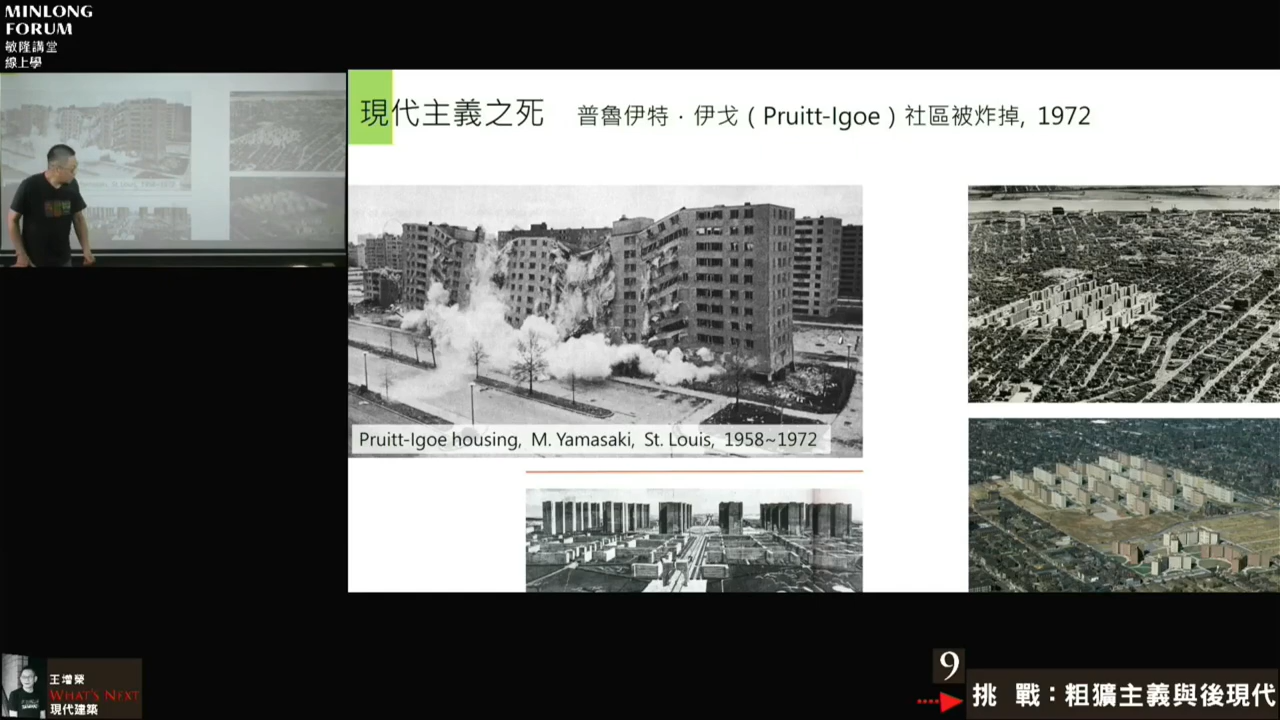 MINLONG
FORUM
敏隆講堂
線上學
現代主義之死 普魯伊特．伊戈 ( Pruitt-Igoe ) 社區被炸掉, 1972
Pruitt-Igoe housing, M. Yamasaki, St. Louis, 1958~1972
王增榮
WHAT'S NEXT
現代建築
9
挑 戰：粗獷主義與後現代